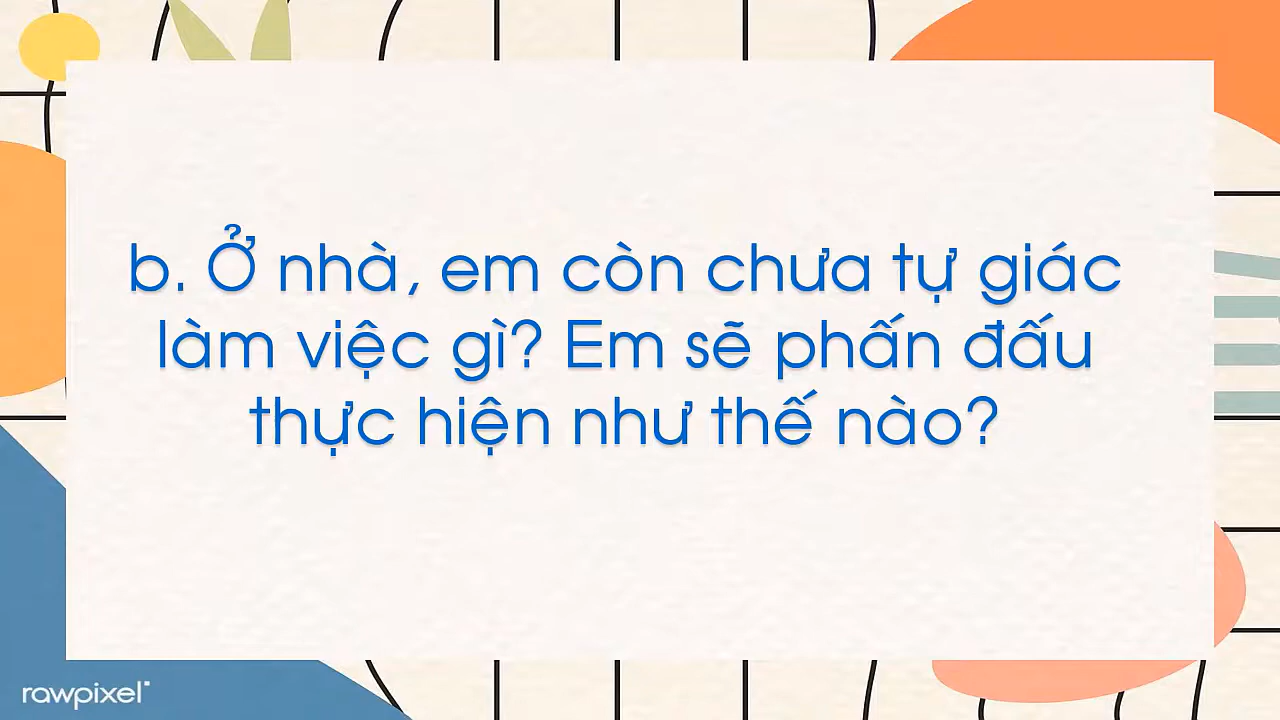 b. Ở nhà, em còn chưa tự giác
làm việc gì? Em sẽ phấn đấu
thực hiện như thế nào?
rawpixel